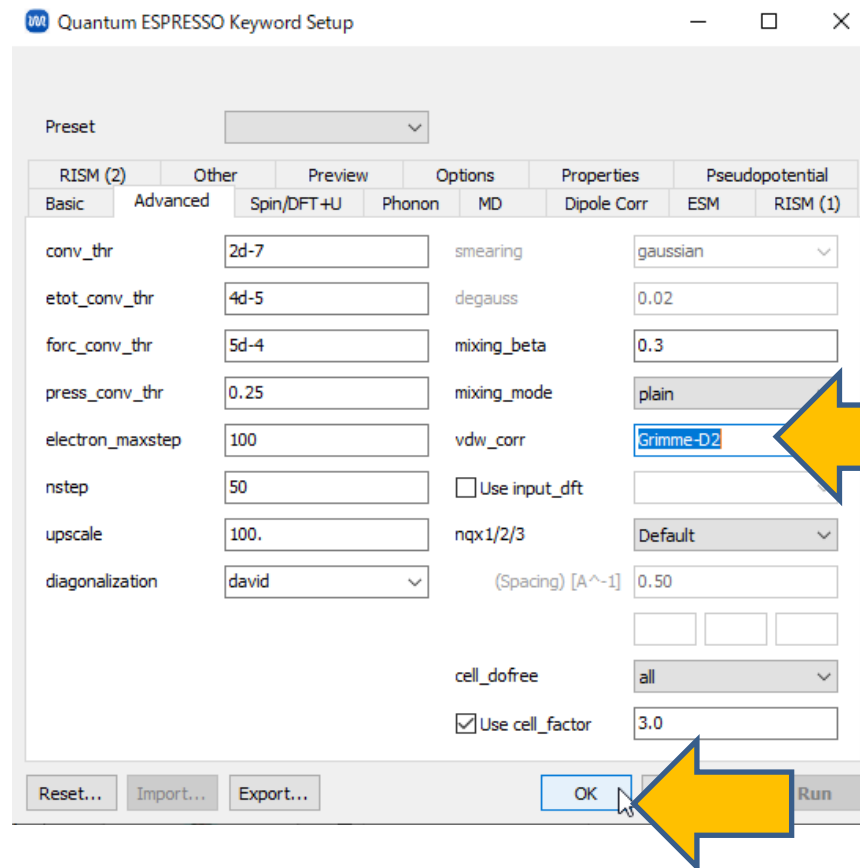 Quantum ESPRESSO Keyword Setup
Preset
RISM (2) Other Preview Options Properties Pseudopotential
Basic Advanced Spin/DFT+U Phonon MD Dipole Corr ESM RISM (1)
conv_thr 2d-7 smearing gaussian
etot_conv_thr 4d-5 degauss 0.02
forc_conv_thr 5d-4 mixing_beta 0.3
press_conv_thr 0.25 mixing_mode plain
electron_maxstep 100 vdw_corr Grimme-D2
nstep 50 Use input_dft
upscale 100. nqx1/2/3 Default
diagonalization david (Spacing) [A^-1] 0.50
cell_dofree all
Use cell_factor 3.0
Reset... Import... Export... OK Run